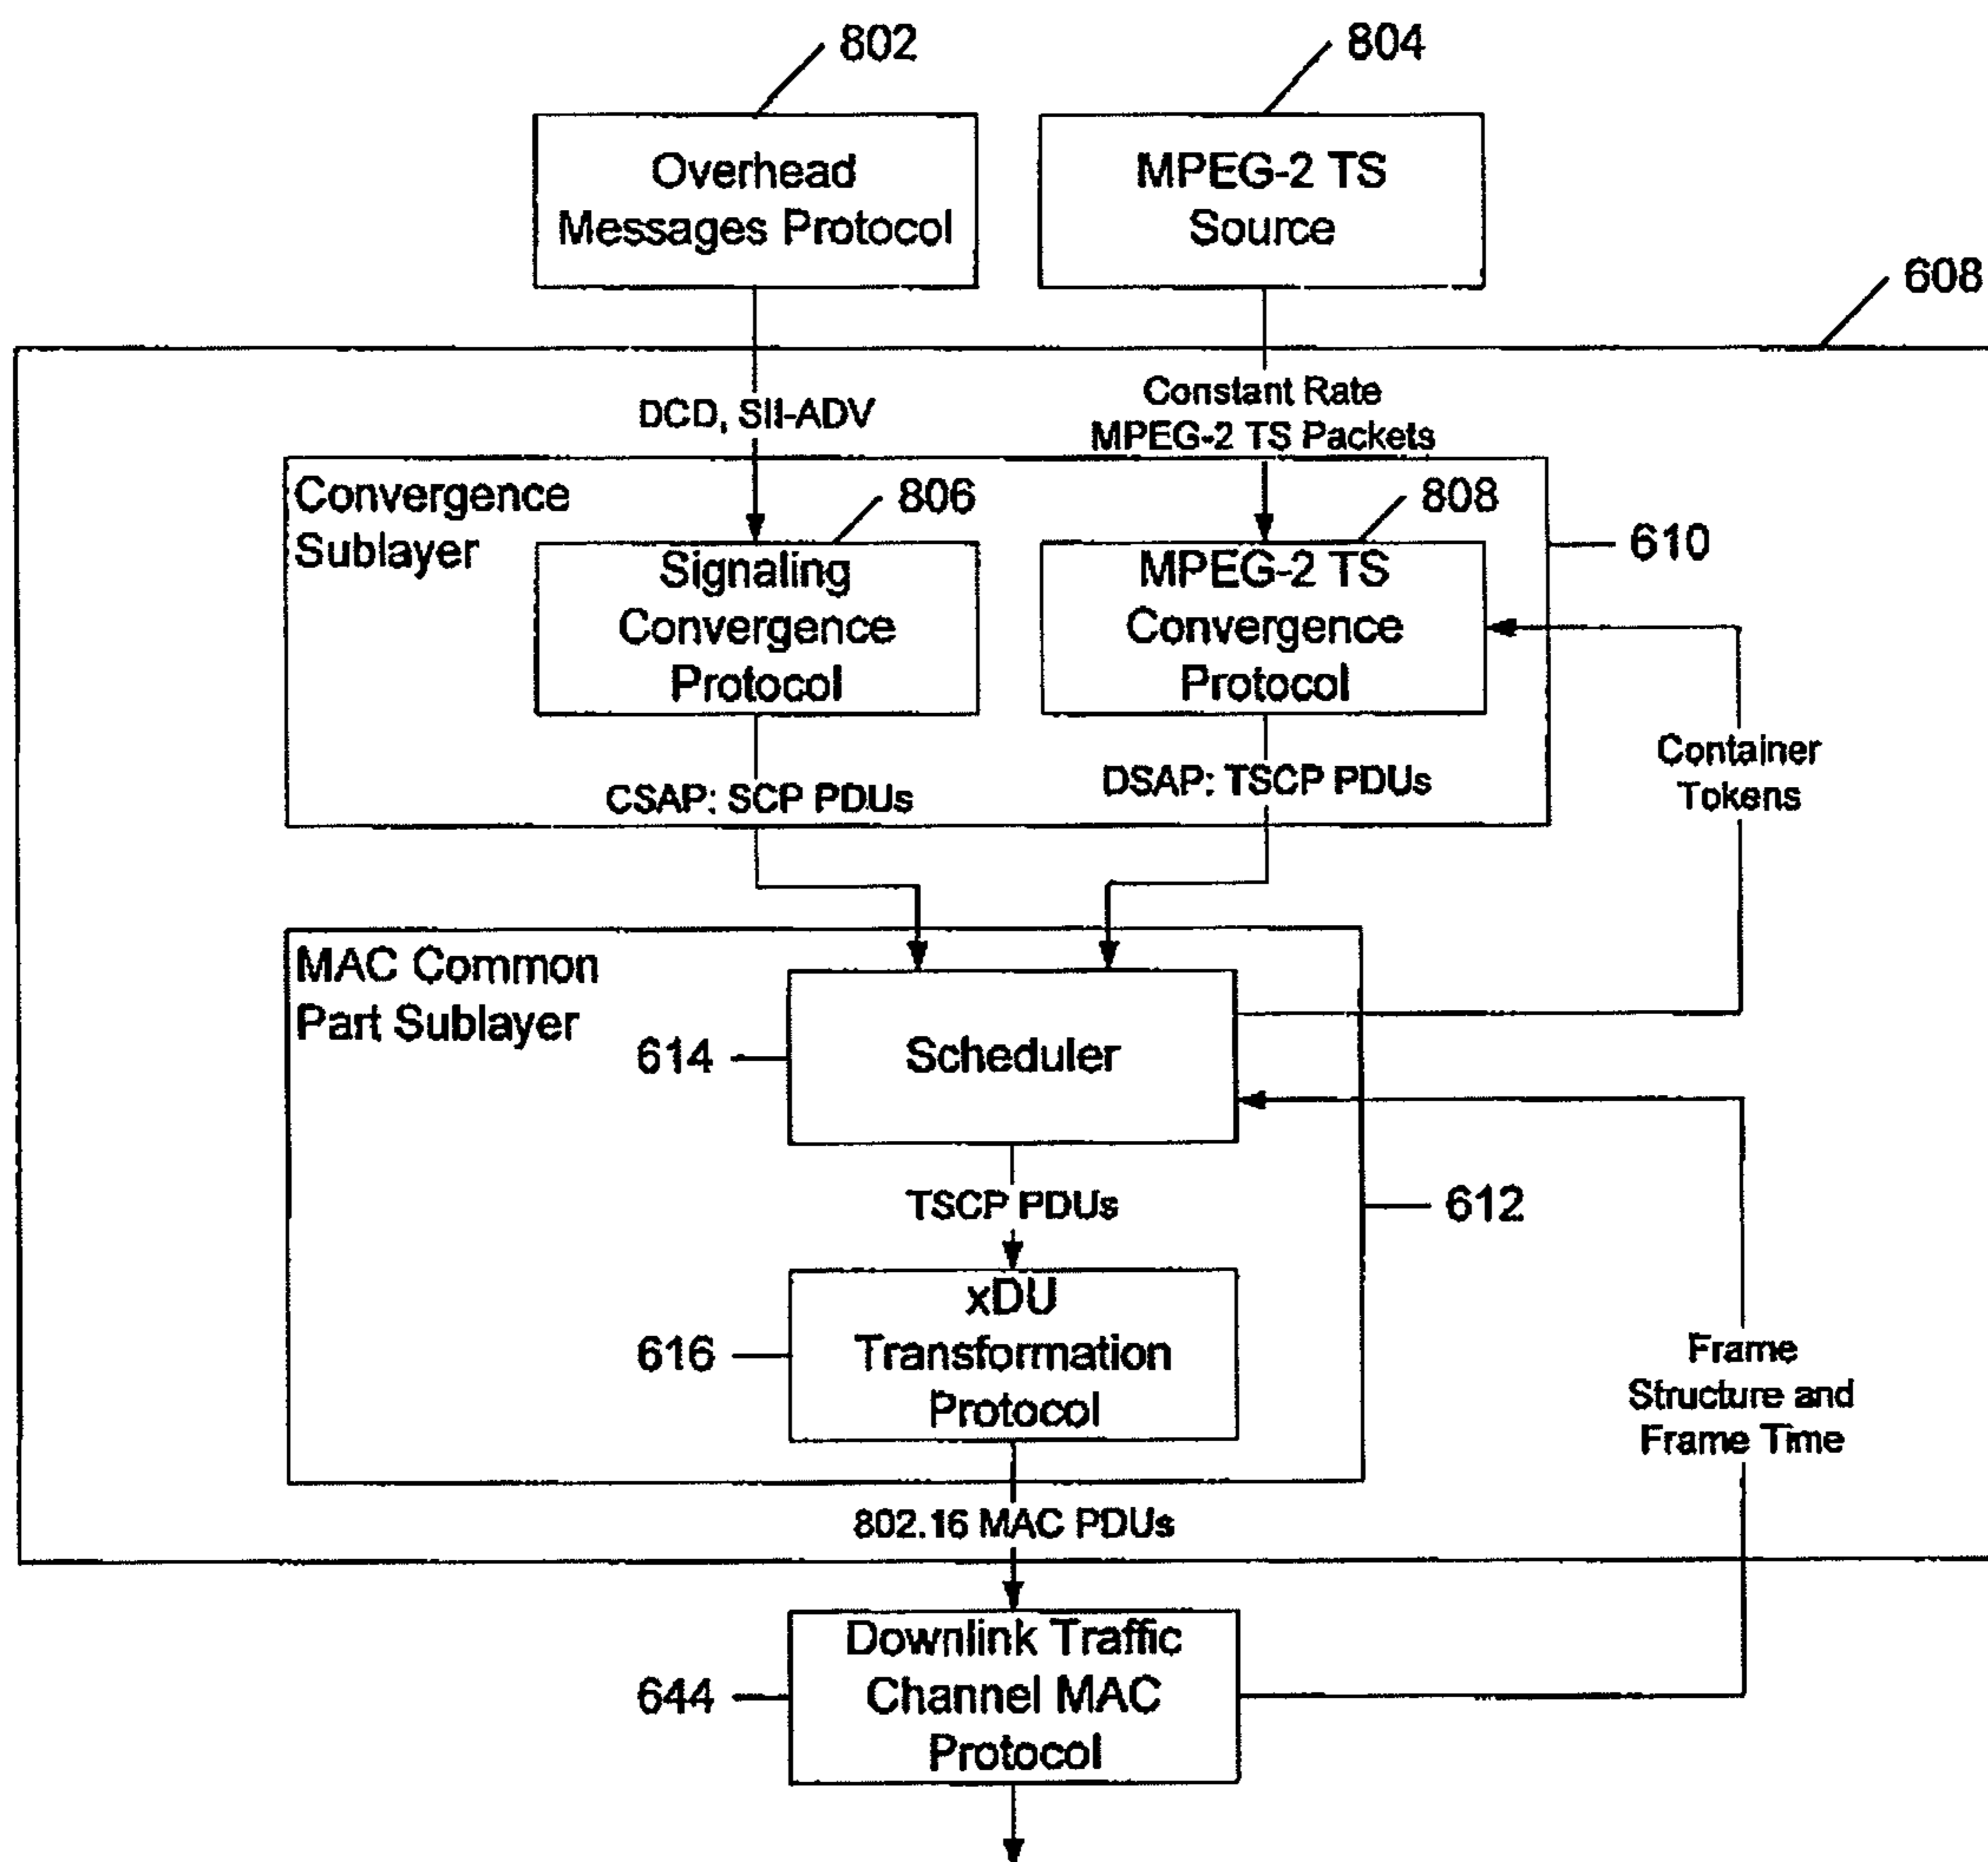 802
804
Overhead
Messages Protocol
MPEG-2 TS
Source
608
DCD, SII-ADV
Constant Rate
MPEG-2 TS Packets
Convergence
Sublayer
806
808
610
Signaling
Convergence
Protocol
MPEG-2 TS
Convergence
Protocol
Container
Tokens
CSAP: SCP PDUs
DSAP: TSCP PDUs
MAC Common
Part Sublayer
614
Scheduler
TSCP PDUs
612
xDU
Transformation
Protocol
616
Frame
Structure and
Frame Time
802.16 MAC PDUs
Downlink Traffic
Channel MAC
Protocol
644